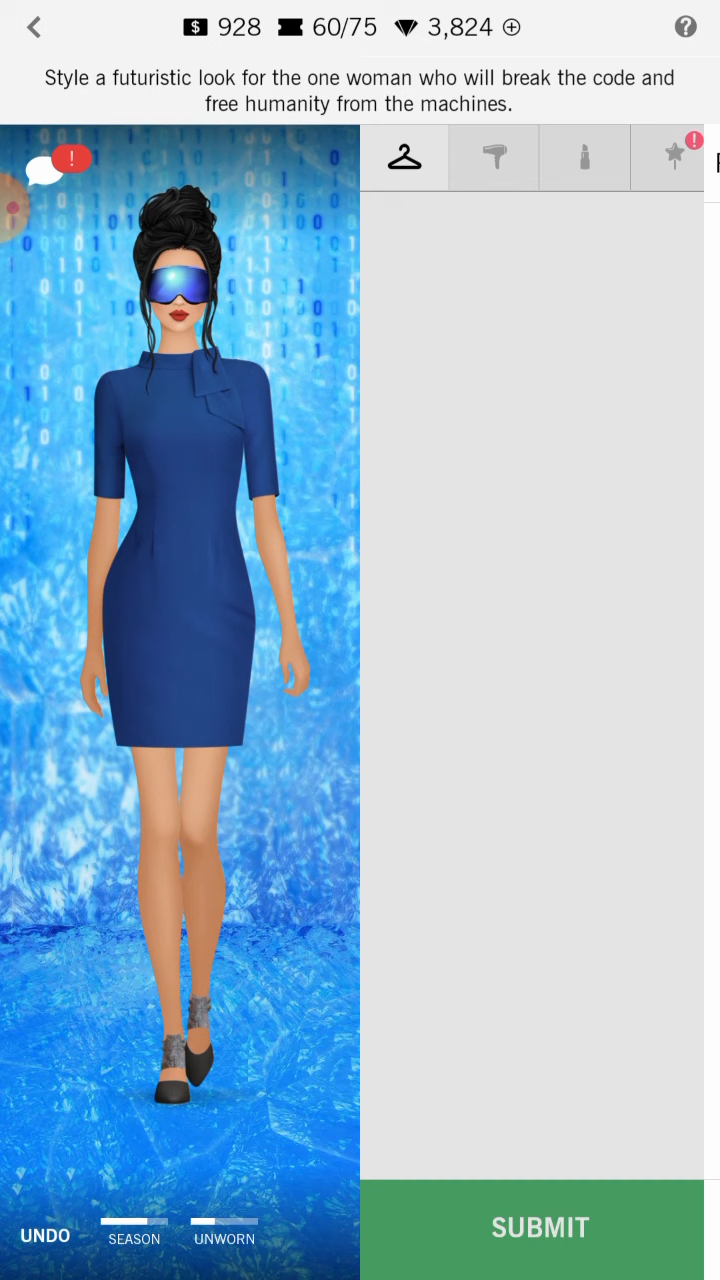 $ 928 60/75 3,824
Style a futuristic look for the one woman who will break the code and
free humanity from the machines.
UNDO
SEASON
UNWORN
SUBMIT